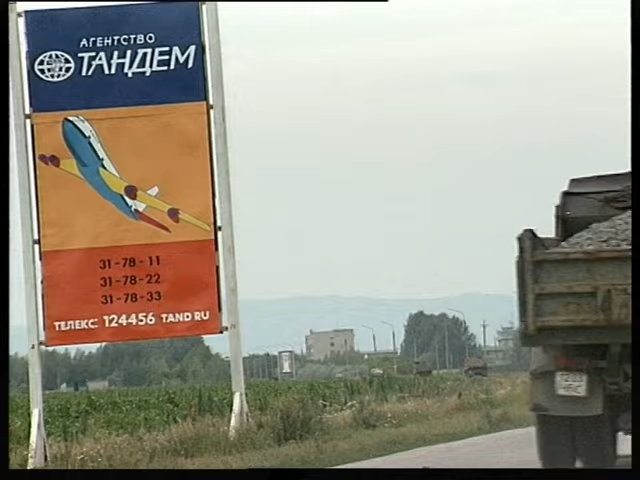 АГЕНТСТВО
ТАНДЕМ
31-78-11
31-78-22
31-78-33
ТЕЛЕКС: 124456 TAND RU